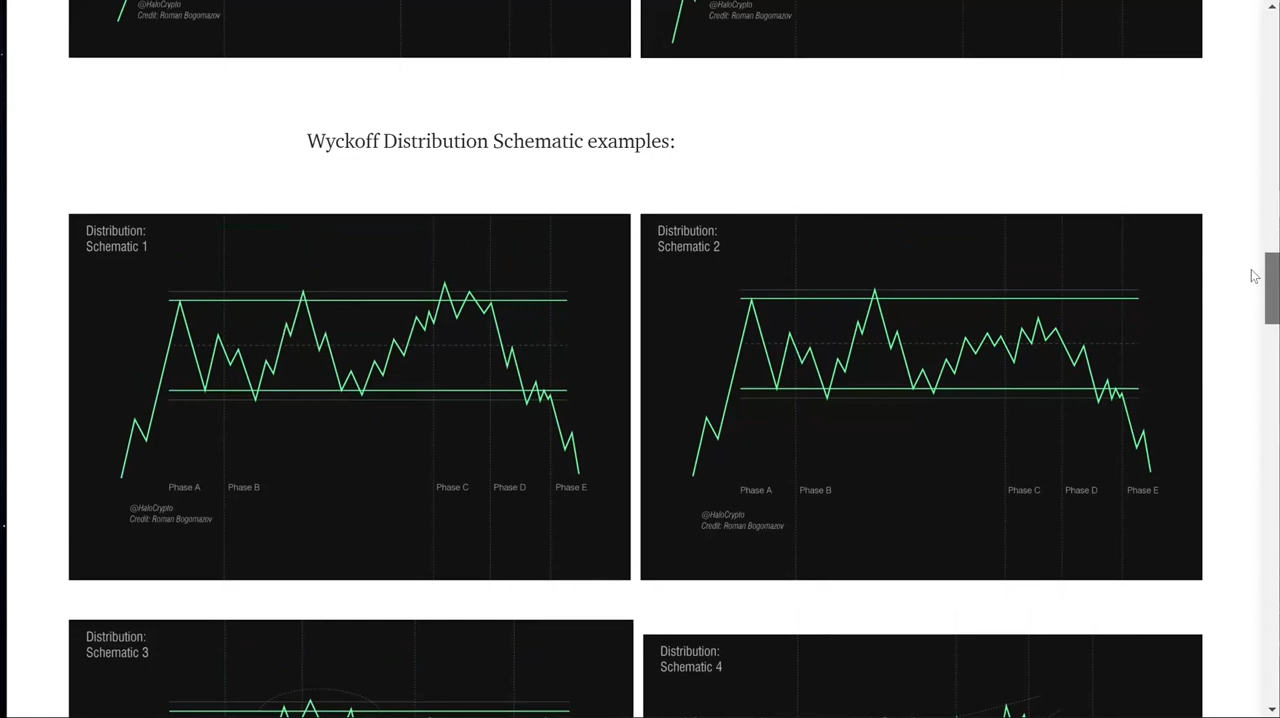 @HaloCrypto
Credit: Roman Bogomazov
@HaloCrypto
Credit: Roman Bogomazov
Wyckoff Distribution Schematic examples:
Distribution:
Schematic 1
Phase A
Phase B
Phase C
Phase D
Phase E
@HaloCrypto
Credit: Roman Bogomazov
Distribution:
Schematic 2
Phase A
Phase B
Phase C
Phase D
Phase E
@HaloCrypto
Credit: Roman Bogomazov
Distribution:
Schematic 3
Distribution:
Schematic 4